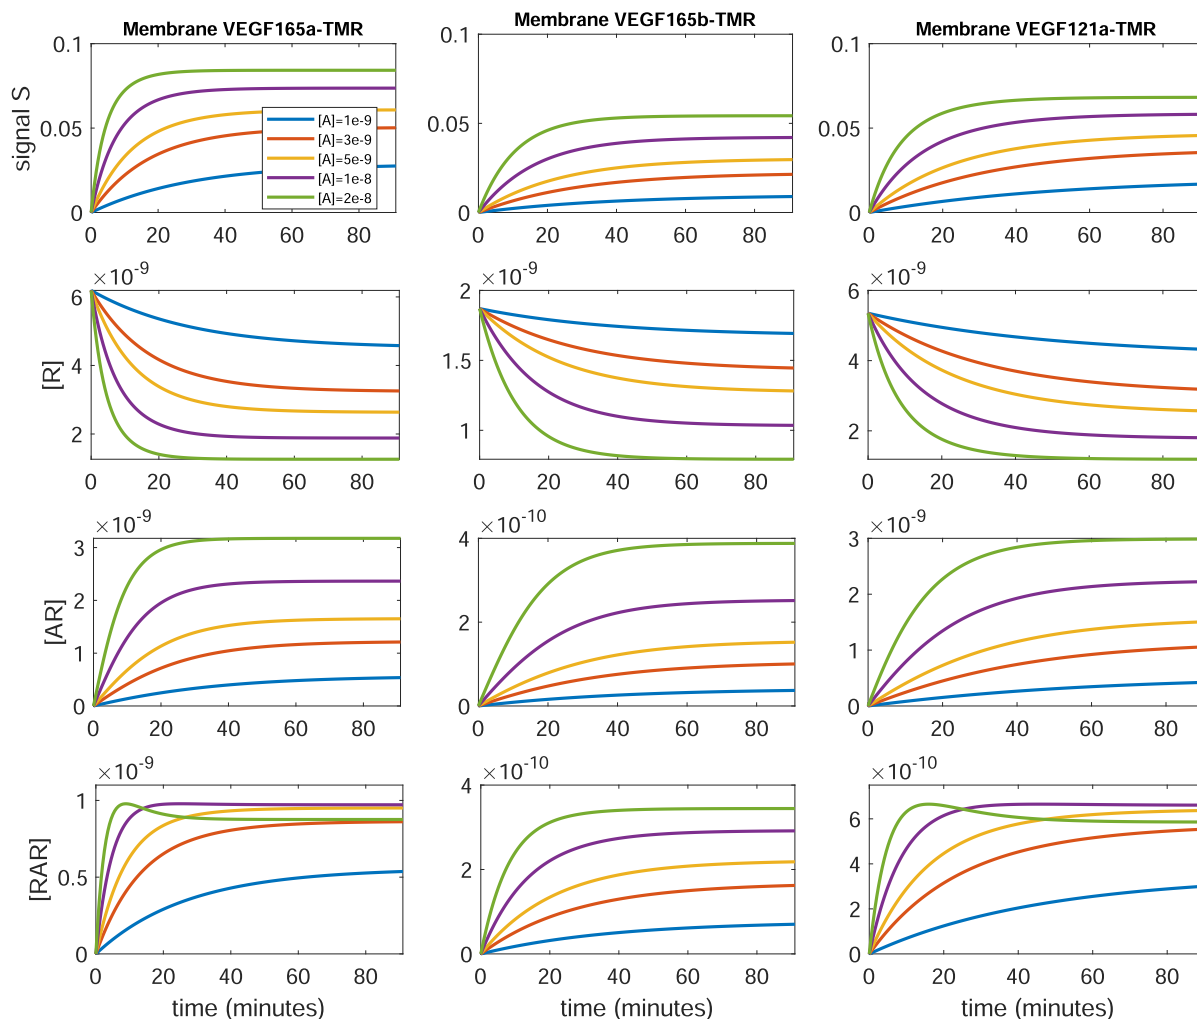 Membrane VEGF165a-TMR
Membrane VEGF165b-TMR
Membrane VEGF121a-TMR
signal S
0.1
0.05
0
0 20 40 60 80
[A]=1e-9
[A]=3e-9
[A]=5e-9
[A]=1e-8
[A]=2e-8
0.1
0.05
0
0 20 40 60 80
0.1
0.05
0
0 20 40 60 80
[R]
×10-9
6
4
2
0 20 40 60 80
×10-9
2
1.5
1
0 20 40 60 80
×10-9
6
4
2
0 20 40 60 80
[AR]
×10-9
3
2
1
0
0 20 40 60 80
×10-10
4
2
0
0 20 40 60 80
×10-9
3
2
1
0
0 20 40 60 80
[RAR]
×10-9
1
0.5
0
0 20 40 60 80
time (minutes)
×10-10
4
2
0
0 20 40 60 80
time (minutes)
×10-10
6
4
2
0
0 20 40 60 80
time (minutes)